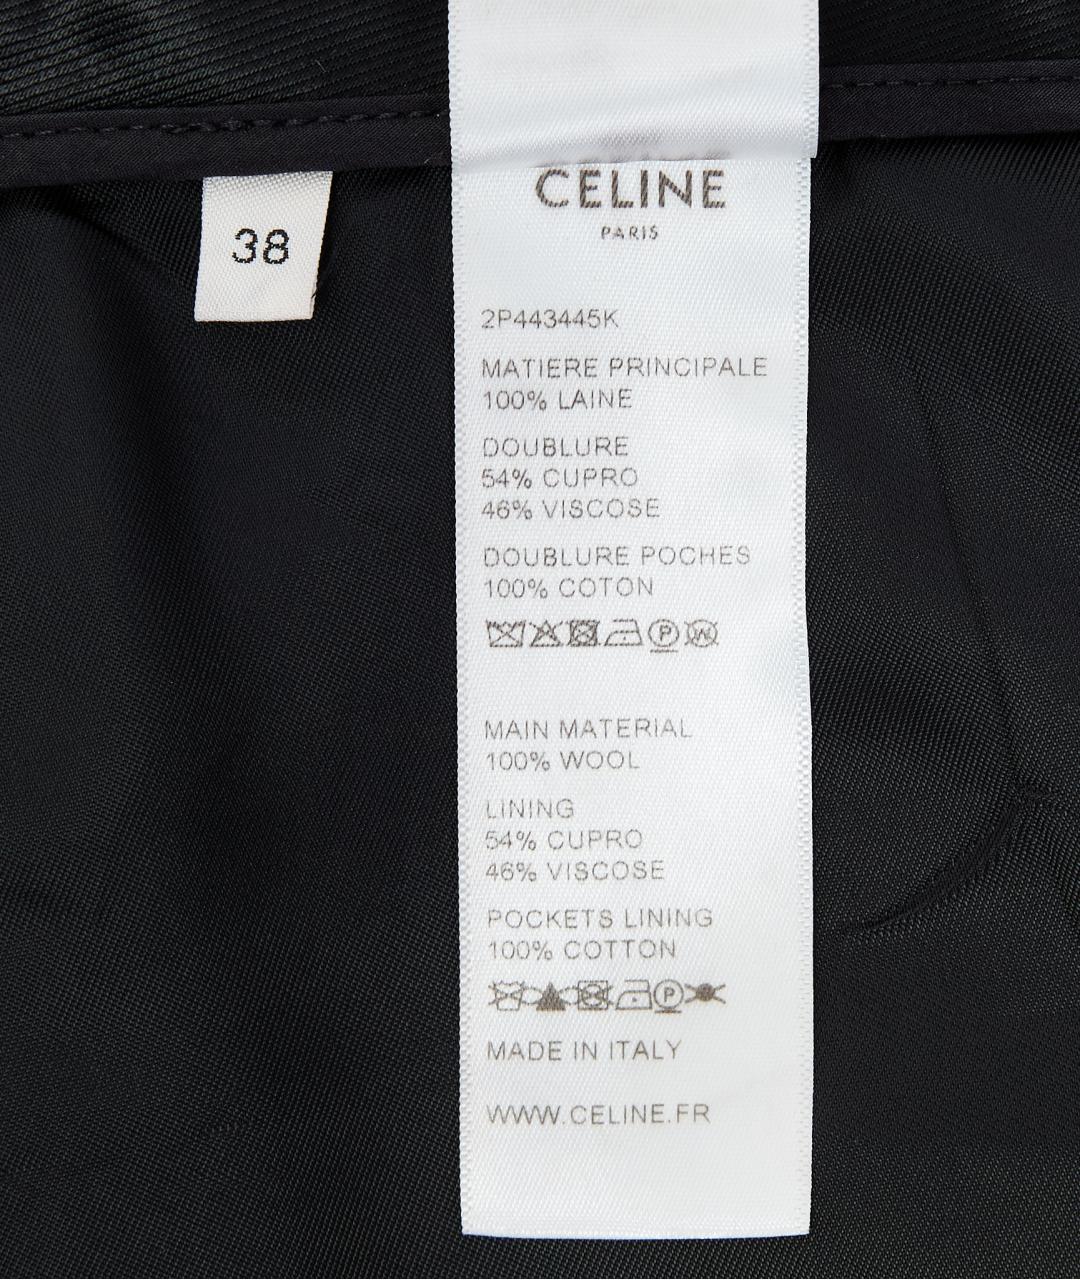 38
CELINE
PARIS
2P443445K
MATIERE PRINCIPALE
100% LAINE
DOUBLURE
54% CUPRO
46% VISCOSE
DOUBLURE POCHES
100% COTON
P W
MAIN MATERIAL
100% WOOL
LINING
54% CUPRO
46% VISCOSE
POCKETS LINING
100% COTTON
P
MADE IN ITALY
WWW.CELINE.FR